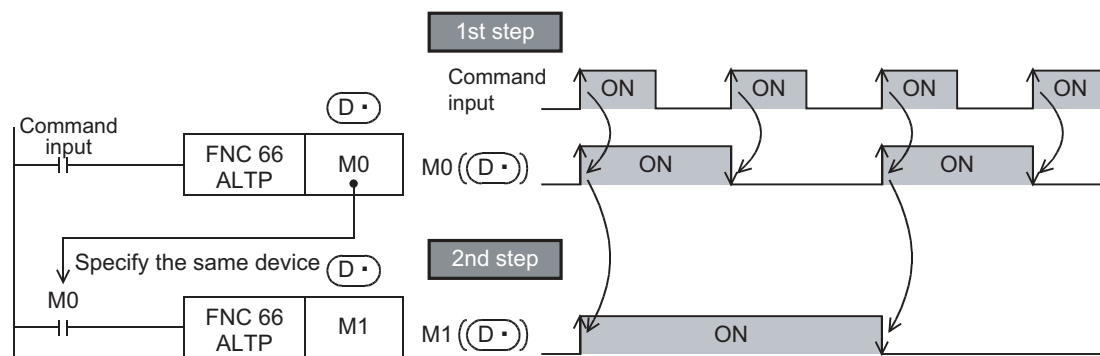 1st step
Command
input
ON ON ON ON
Command
input
D・
FNC 66
ALTP
M0
M0 (D・)
ON ON
Specify the same device D・
2nd step
M0
FNC 66
ALTP
M1
M1 (D・)
ON